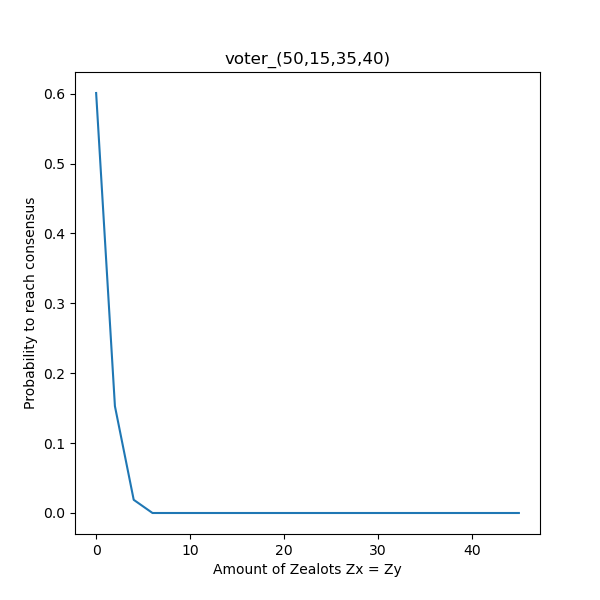 voter_(50,15,35,40)
0.6
0.5
0.4
0.3
0.2
0.1
0.0
Probability to reach consensus
0 10 20 30 40
Amount of Zealots Zx = Zy